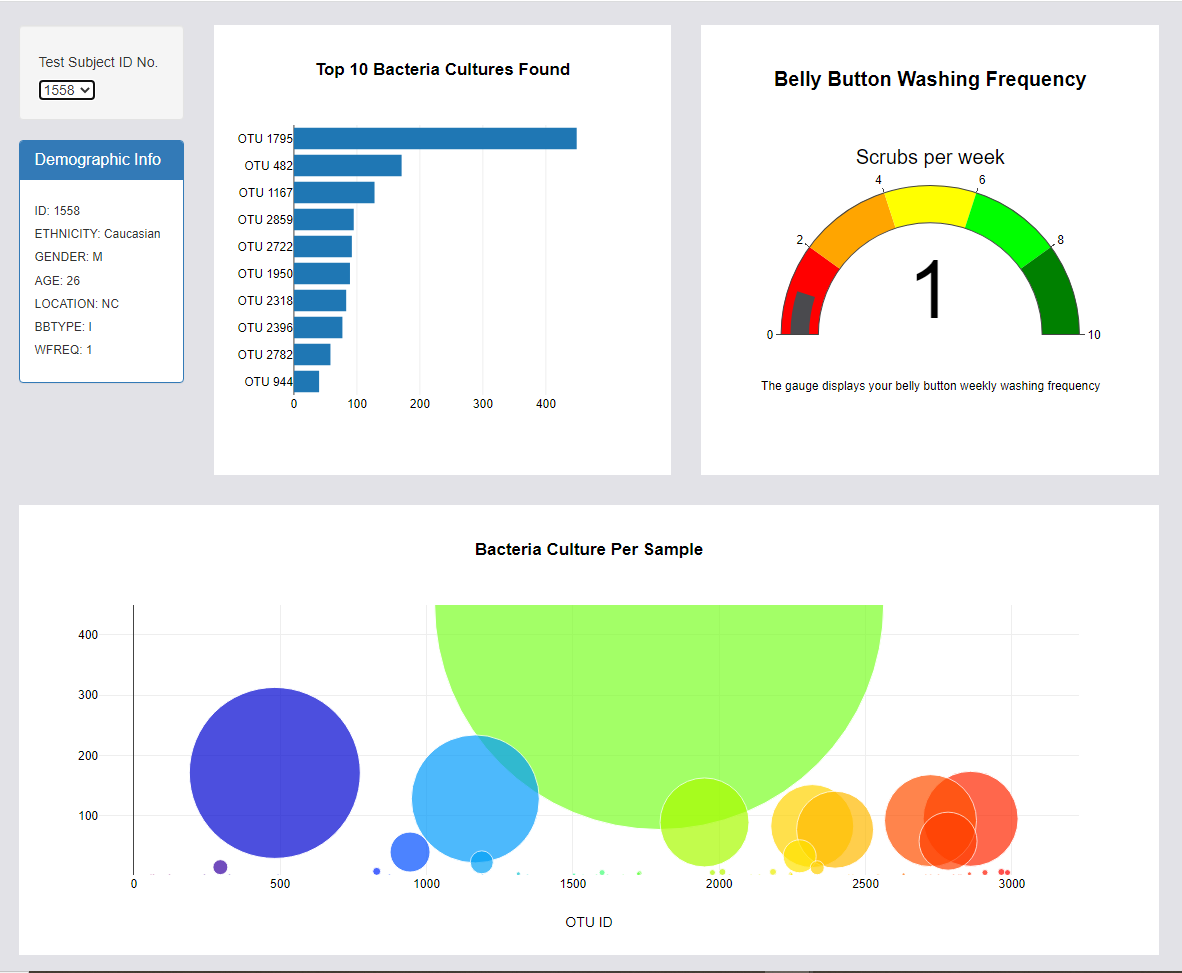 Test Subject ID No.
1558
Demographic Info
ID: 1558
ETHNICITY: Caucasian
GENDER: M
AGE: 26
LOCATION: NC
BBTYPE: I
WFREQ: 1
Top 10 Bacteria Cultures Found
OTU 1795
OTU 482
OTU 1167
OTU 2859
OTU 2722
OTU 1950
OTU 2318
OTU 2396
OTU 2782
OTU 944
0 100 200 300 400
Belly Button Washing Frequency
Scrubs per week
4 6
2 8
1
0 10
The gauge displays your belly button weekly washing frequency
Bacteria Culture Per Sample
400
300
200
100
0 500 1000 1500 2000 2500 3000
OTU ID